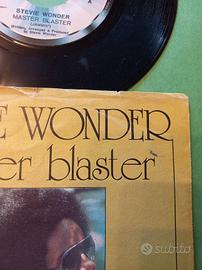 STEVIE WONDER
MASTER BLASTER
(Jammin')
Written, Arranged & Produced
by Stevie Wonder
A
E WONDER
er blaster
subito